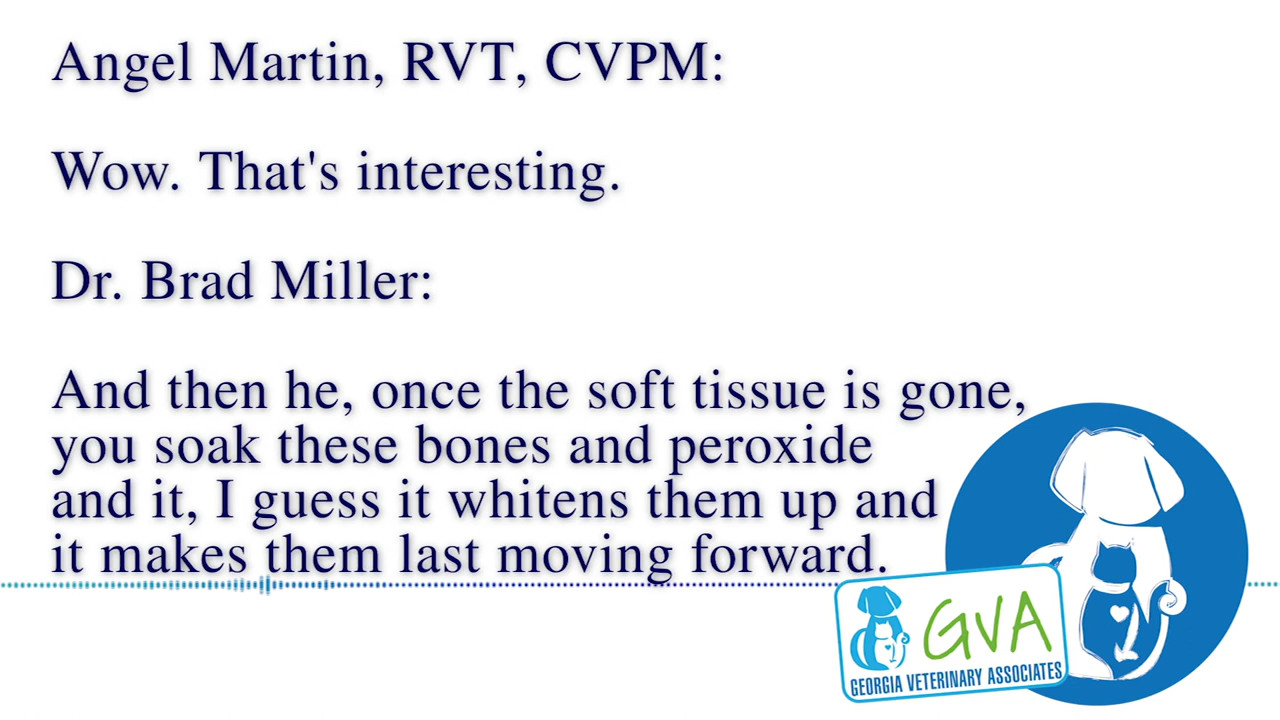 Angel Martin, RVT, CVPM:
Wow. That's interesting.
Dr. Brad Miller:
And then he, once the soft tissue is gone,
you soak these bones and peroxide
and it, I guess it whitens them up and
it makes them last moving forward.
GVA
GEORGIA VETERINARY ASSOCIATES